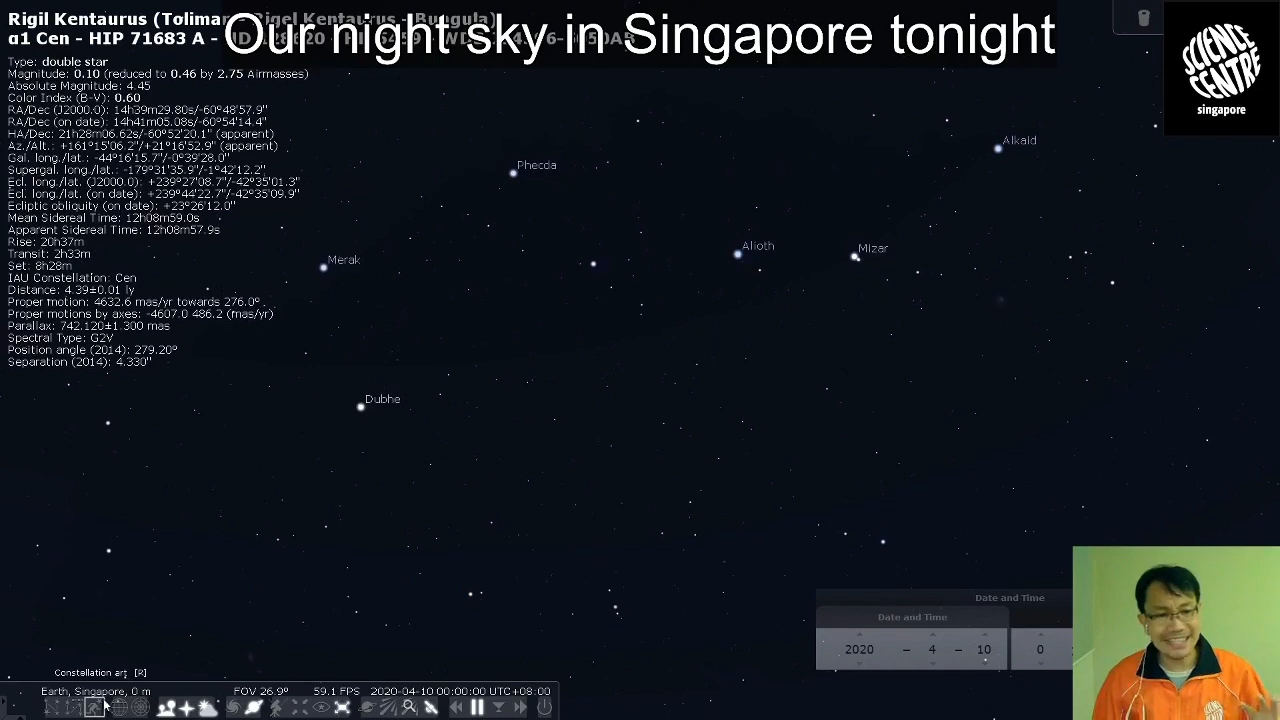 Our night sky in Singapore tonight
Rigil Kentaurus (Toliman - Rigel Kentaurus - Bungula)
α1 Cen - HIP 71683 A -
Type: double star
Magnitude: 0.10 (reduced to 0.46 by 2.75 Airmasses)
Absolute Magnitude: 4.45
Color Index (B-V): 0.60
RA/Dec (J2000.0): 14h39m29.80s/-60°48'57.9"
RA/Dec (on date): 14h41m05.08s/-60°54'14.4"
HA/Dec: 21h28m06.62s/-60°52'20.1" (apparent)
Az./Alt.: +161°15'06.2"/+21°16'52.9" (apparent)
Gal. long./lat.: -44°16'15.7"/-0°39'28.0"
Supergal. long./lat.: -179°31'35.9"/-1°42'12.2"
Ecl. long./lat. (J2000.0): +239°27'08.7"/-42°35'01.3"
Ecl. long./lat. (on date): +239°44'22.7"/-42°35'09.9"
Ecliptic obliquity (on date): +23°26'12.0"
Mean Sidereal Time: 12h08m59.0s
Apparent Sidereal Time: 12h08m57.9s
Rise: 20h37m
Transit: 2h33m
Set: 8h28m
IAU Constellation: Cen
Distance: 4.39±0.01 ly
Proper motion: 4632.6 mas/yr towards 276.0°
Proper motions by axes: -4607.0 486.2 (mas/yr)
Parallax: 742.120±1.300 mas
Spectral Type: G2V
Position angle (2014): 279.20°
Separation (2014): 4.330"
SCIENCE
CENTRE
singapore
Alkaid
Phecda
Alioth
Mizar
Merak
Dubhe
Date and Time
Date and Time
2020 - 4 - 10 0
Constellation art [R]
Earth, Singapore, 0 m FOV 26.9° 59.1 FPS 2020-04-10 00:00:00 UTC+08:00